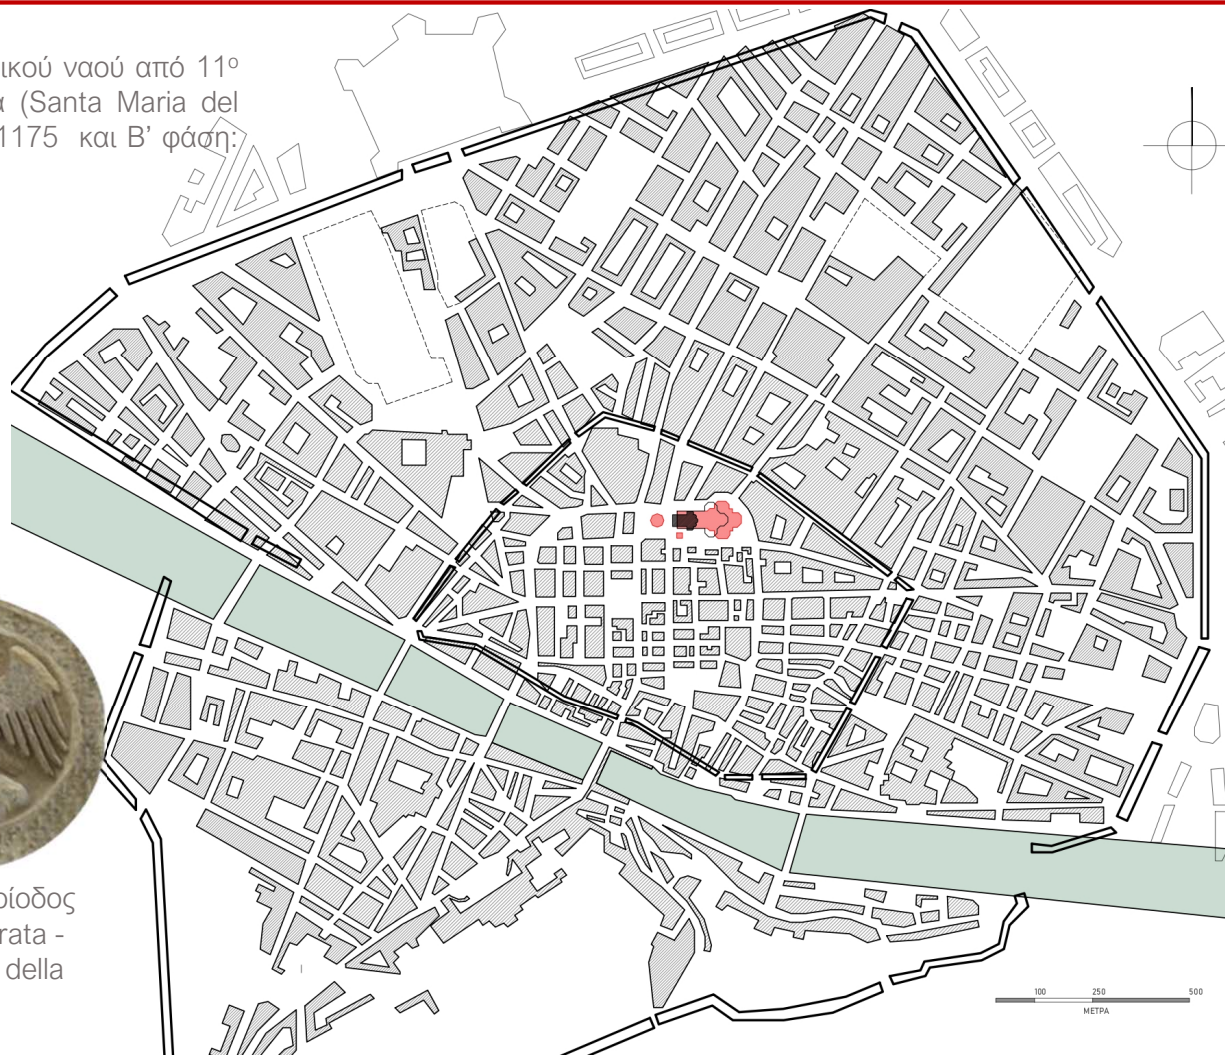 ικού ναού από 11ο
(Santa Maria del
1175 και Β' φάση:
ρίοδος
rata -
della
100 250 500
ΜΕΤΡΑ